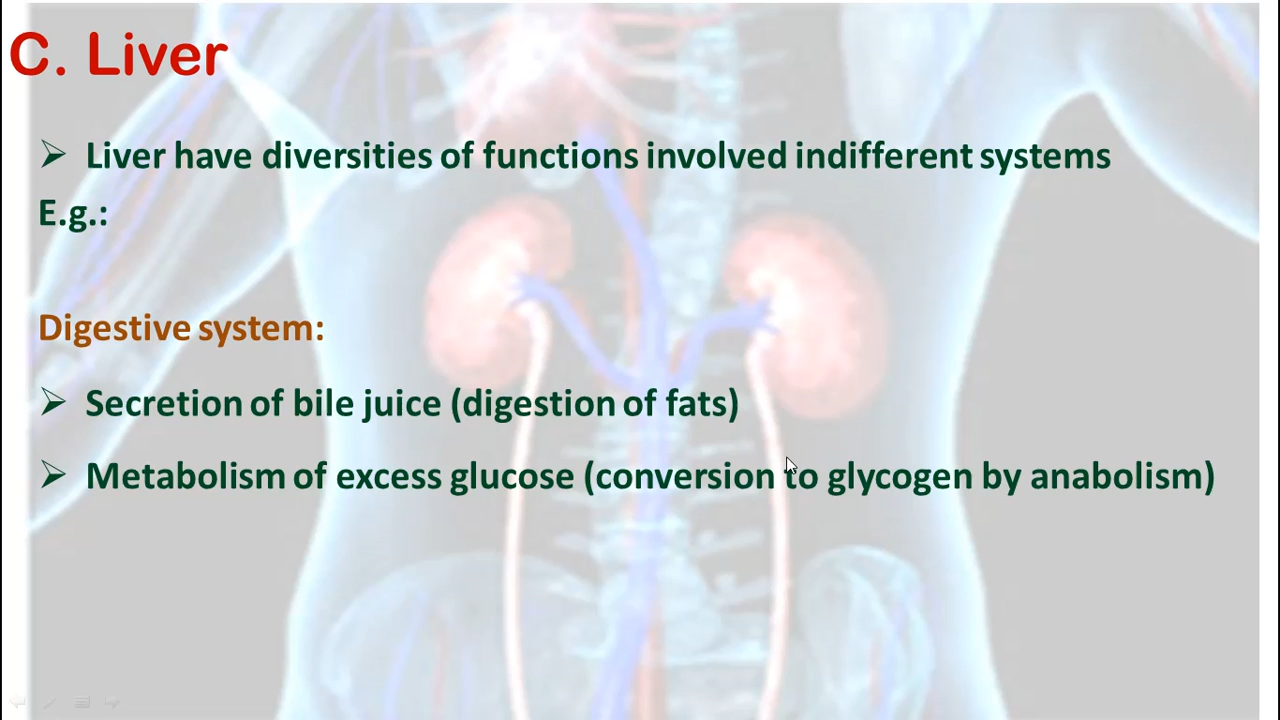 C. Liver
➢ Liver have diversities of functions involved indifferent systems
E.g.:
Digestive system:
➢ Secretion of bile juice (digestion of fats)
➢ Metabolism of excess glucose (conversion to glycogen by anabolism)